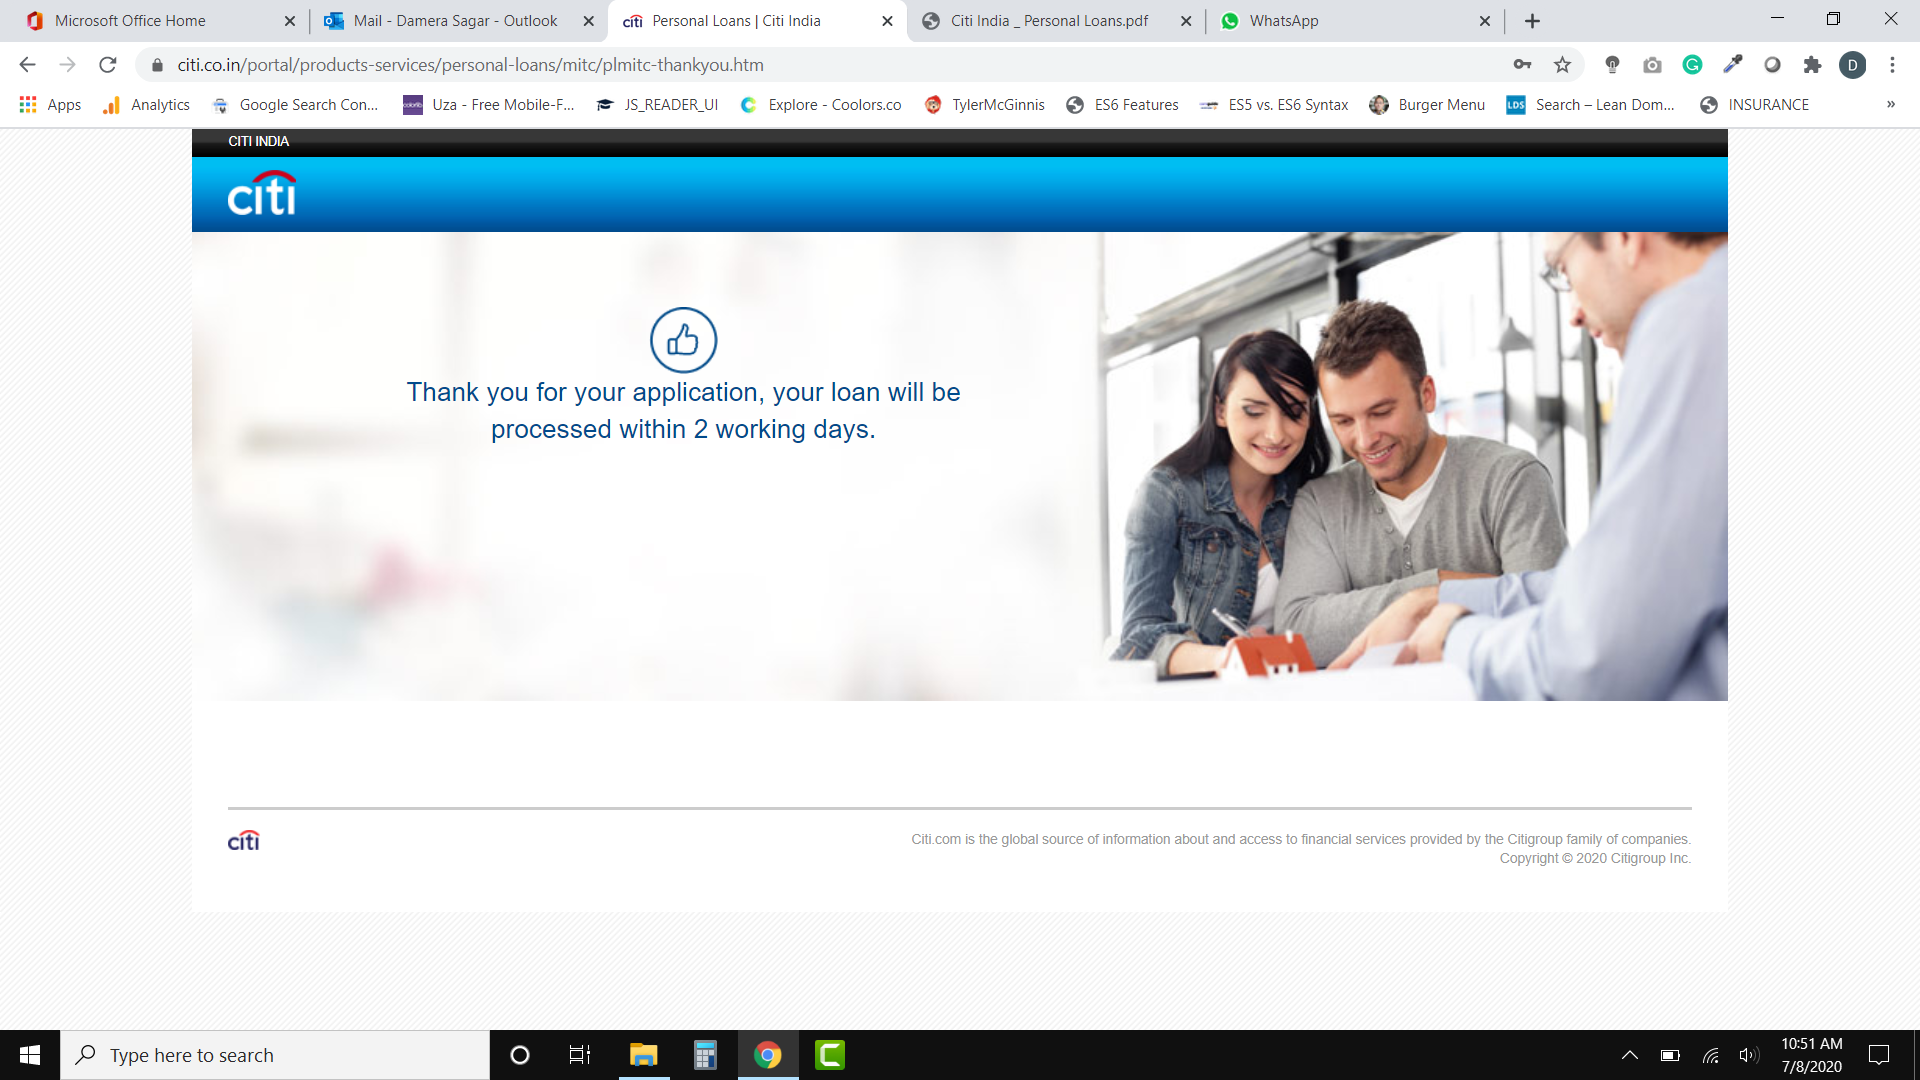 Microsoft Office Home
Mail - Damera Sagar - Outlook
citi Personal Loans | Citi India
Citi India _ Personal Loans.pdf
WhatsApp
citi.co.in/portal/products-services/personal-loans/mitc/plmitc-thankyou.htm
D
Apps
Analytics
Google Search Con...
Uza - Free Mobile-F...
JS_READER_UI
Explore - Coolors.co
TylerMcGinnis
ES6 Features
ES5 vs. ES6 Syntax
Burger Menu
LDS Search – Lean Dom...
INSURANCE
»
CITI INDIA
citi
Thank you for your application, your loan will be
processed within 2 working days.
citi
Citi.com is the global source of information about and access to financial services provided by the Citigroup family of companies.
Copyright © 2020 Citigroup Inc.
Type here to search
10:51 AM
7/8/2020